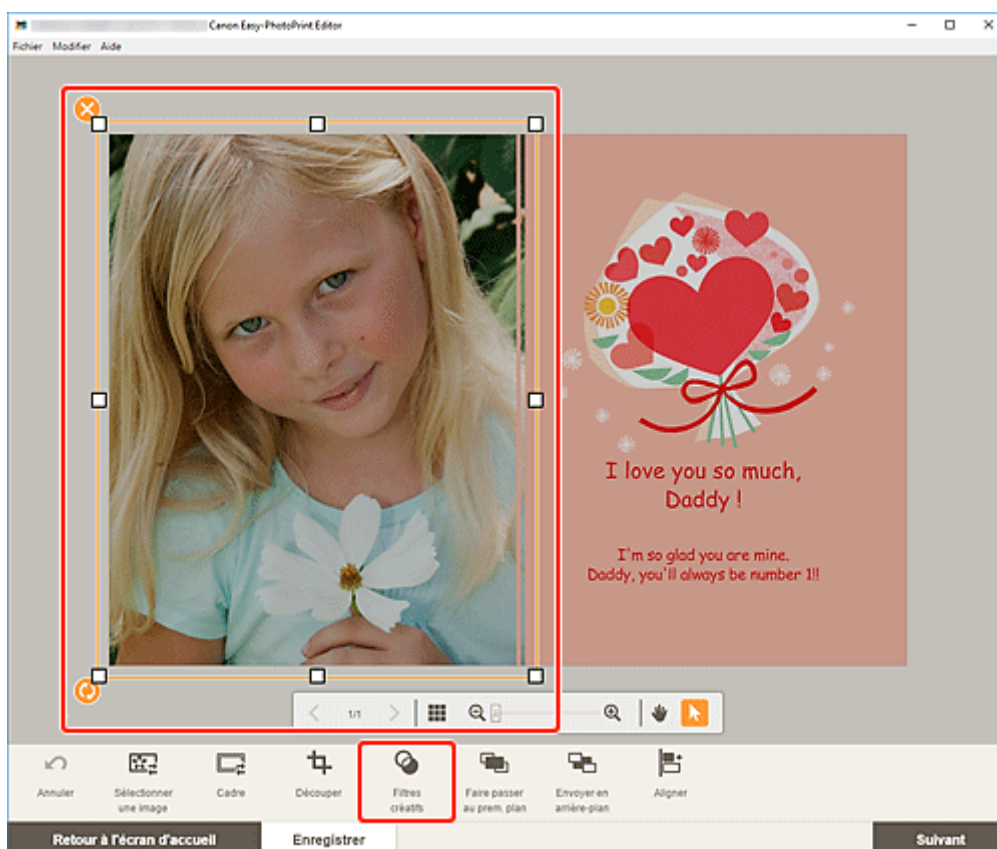 Canon Easy-PhotoPrint Editor
Fichier Modifier Aide
I love you so much,
Daddy !
I'm so glad you are mine.
Daddy, you'll always be number 1!!
1/1
Annuler
Sélectionner
une image
Cadre
Découper
Filtres
créatifs
Faire passer
au prem. plan
Envoyer en
arrière-plan
Aligner
Retour à l'écran d'accueil
Enregistrer
Suivant